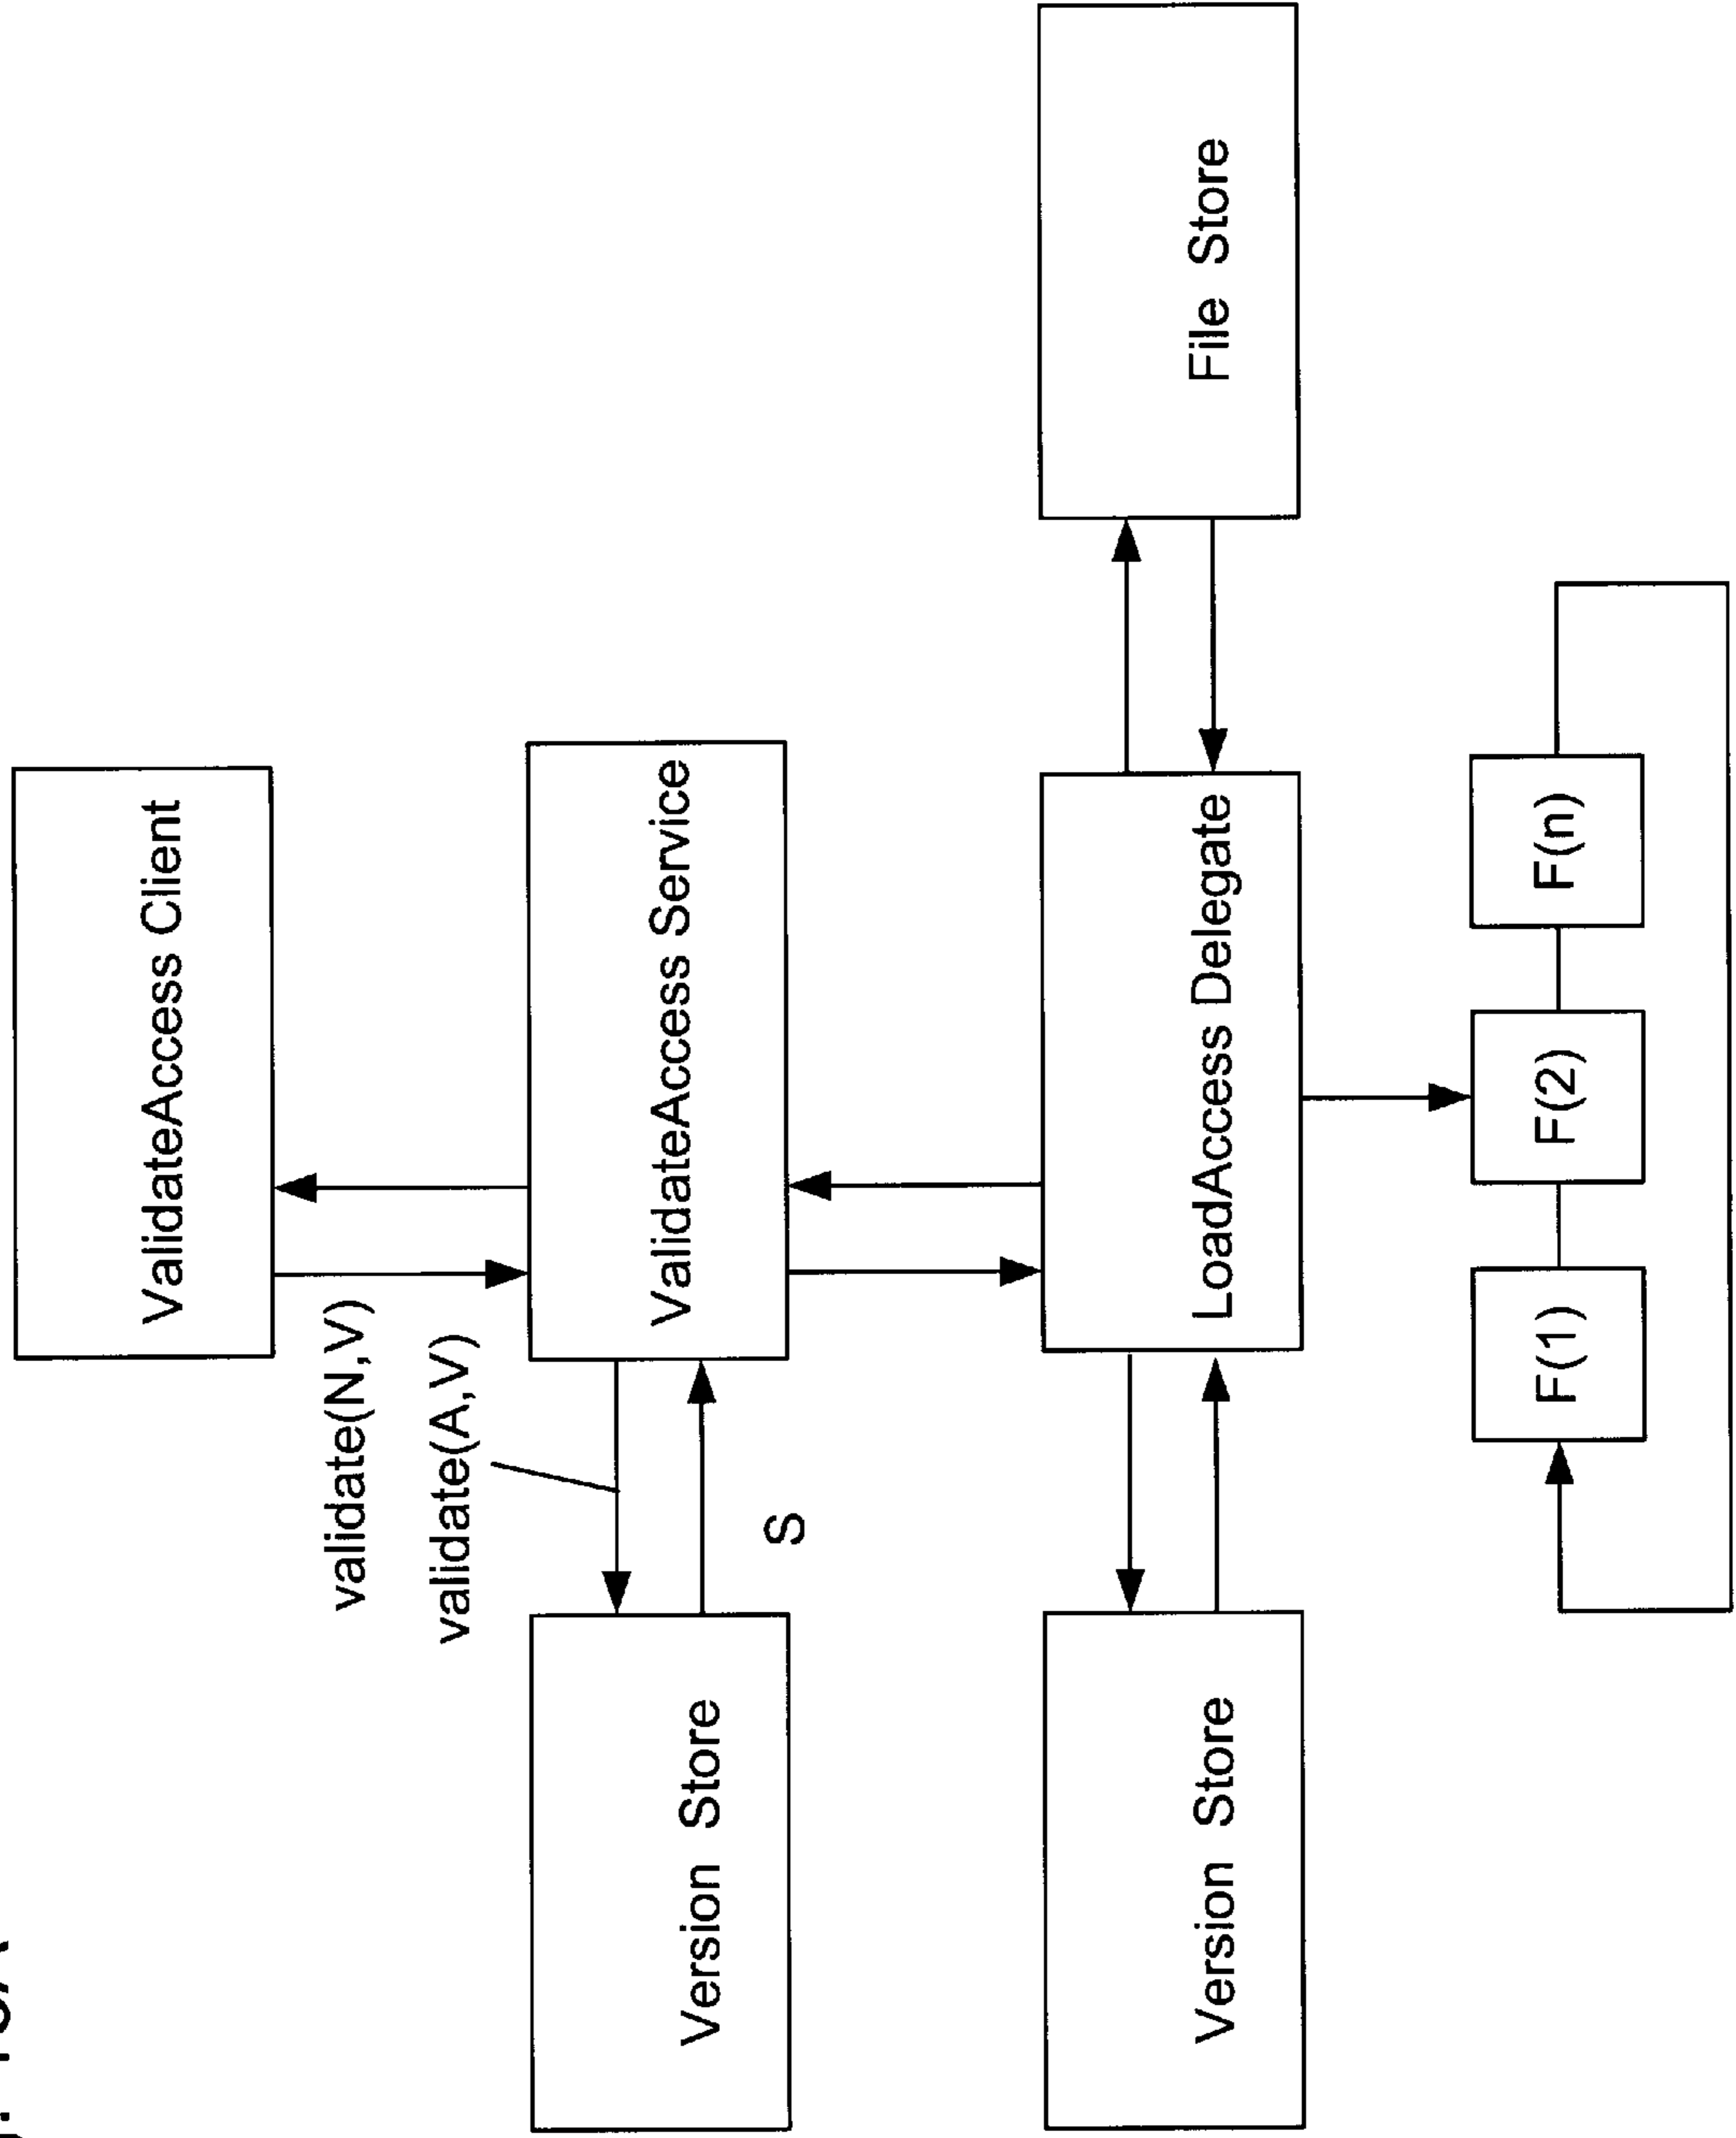 ValidateAccess Client
validate(N,V)
validate(A,V)
ValidateAccess Service
Version Store
S
LoadAccess Delegate
File Store
Version Store
F(1)
F(2)
F(n)